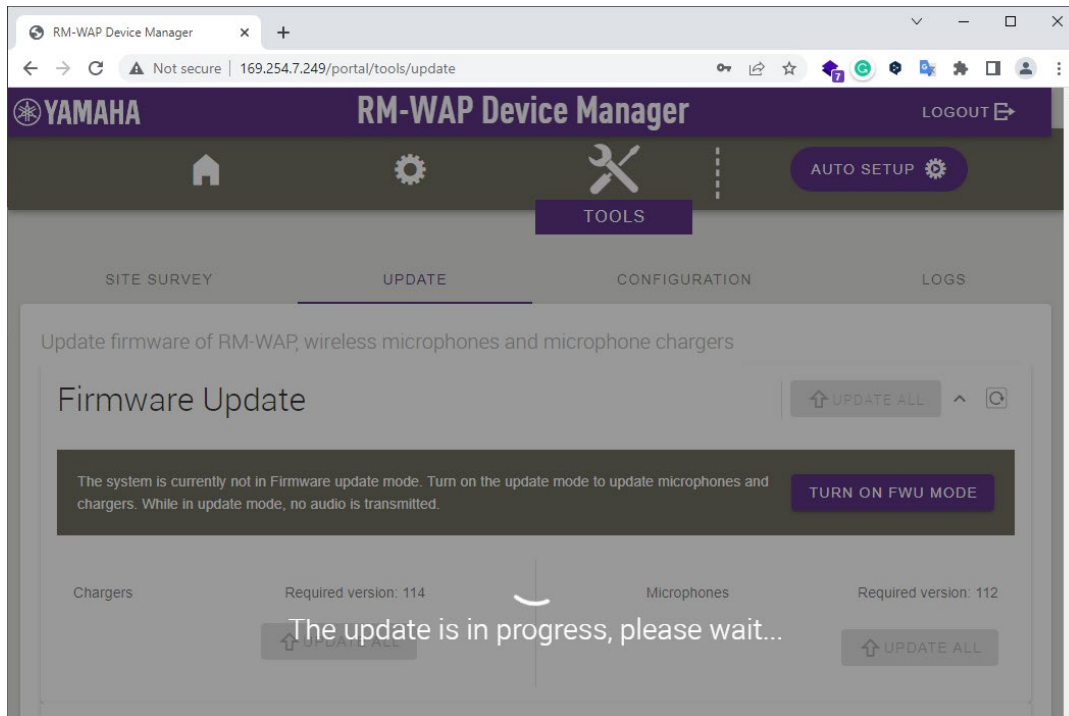 RM-WAP Device Manager
Not secure | 169.254.7.249/portal/tools/update
7
YAMAHA
RM-WAP Device Manager
LOGOUT
AUTO SETUP
TOOLS
SITE SURVEY
UPDATE
CONFIGURATION
LOGS
Update firmware of RM-WAP, wireless microphones and microphone chargers
Firmware Update
UPDATE ALL
The system is currently not in Firmware update mode. Turn on the update mode to update microphones and
chargers. While in update mode, no audio is transmitted.
TURN ON FWU MODE
Chargers
Required version: 114
Microphones
Required version: 112
The update is in progress, please wait...
UPDATE ALL
UPDATE ALL